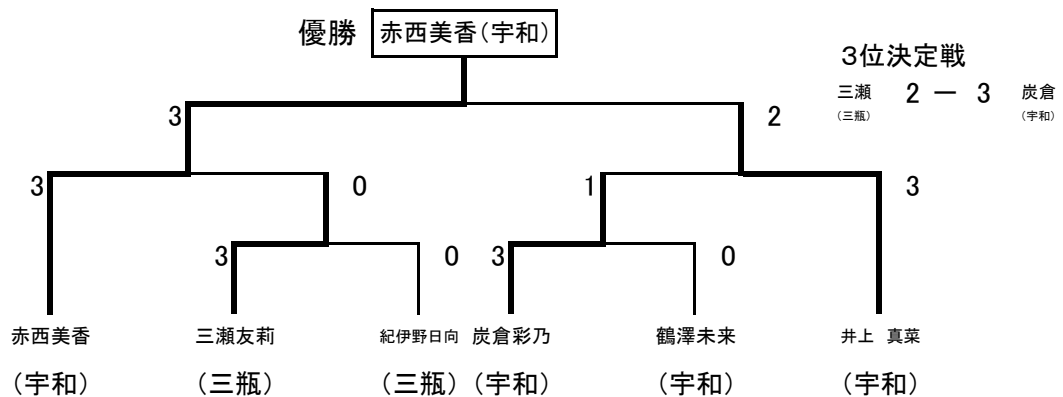 優勝 赤西美香(宇和)
3位決定戦
三瀬 2 ー 3 炭倉
(三瓶) (宇和)
3 2
3 0 1 3
3 0 3 0
赤西美香 三瀬友莉 紀伊野日向 炭倉彩乃 鶴澤未来 井上 真菜
(宇和) (三瓶) (三瓶) (宇和) (宇和) (宇和)